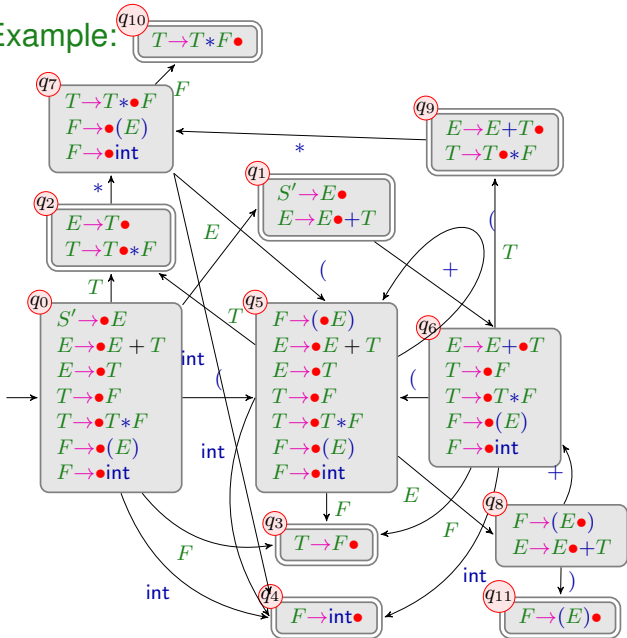 Example:
q10
T→T*F•
q7
T→T*•F
F→•(E)
F→•int
F
q9
E→E+T•
T→T•*F
*
*
q1
S′→E•
E→E•+T
q2
E→T•
T→T•*F
E
(
+
(
T
T
T
q0
S′→•E
E→•E + T
E→•T
T→•F
T→•T*F
F→•(E)
F→•int
int
(
int
q5
F→(•E)
E→•E + T
E→•T
T→•F
T→•T*F
F→•(E)
F→•int
(
q6
E→E+•T
T→•F
T→•T*F
F→•(E)
F→•int
E
+
F
q3
T→F•
F
F
q8
F→(E•)
E→E•+T
int
int
)
q4
F→int•
q11
F→(E)•